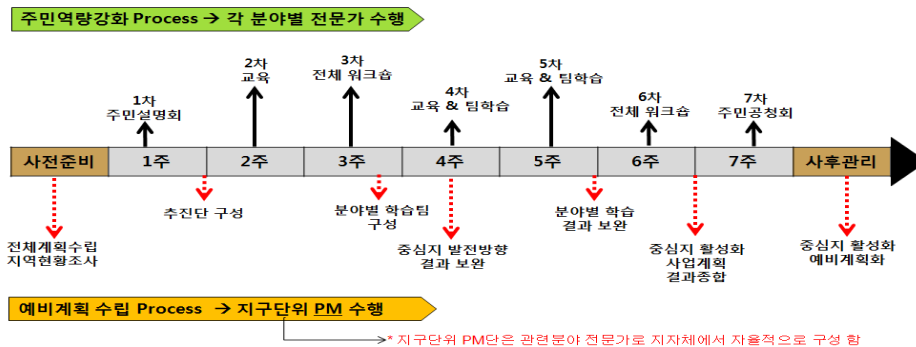 주민역량강화 Process → 각 분야별 전문가 수행
1차
주민설명회
2차
교육
3차
전체 워크숍
4차
교육 & 팀학습
5차
교육 & 팀학습
6차
전체 워크숍
7차
주민공청회
사전준비
1주
2주
3주
4주
5주
6주
7주
사후관리
전체계획수립
지역현황조사
추진단 구성
분야별 학습팀
구성
중심지 발전방향
결과 보완
분야별 학습
결과 보완
중심지 활성화
사업계획
결과종합
중심지 활성화
예비계획화
예비계획 수립 Process → 지구단위 PM 수행
* 지구단위 PM단은 관련분야 전문가로 지자체에서 자율적으로 구성 함